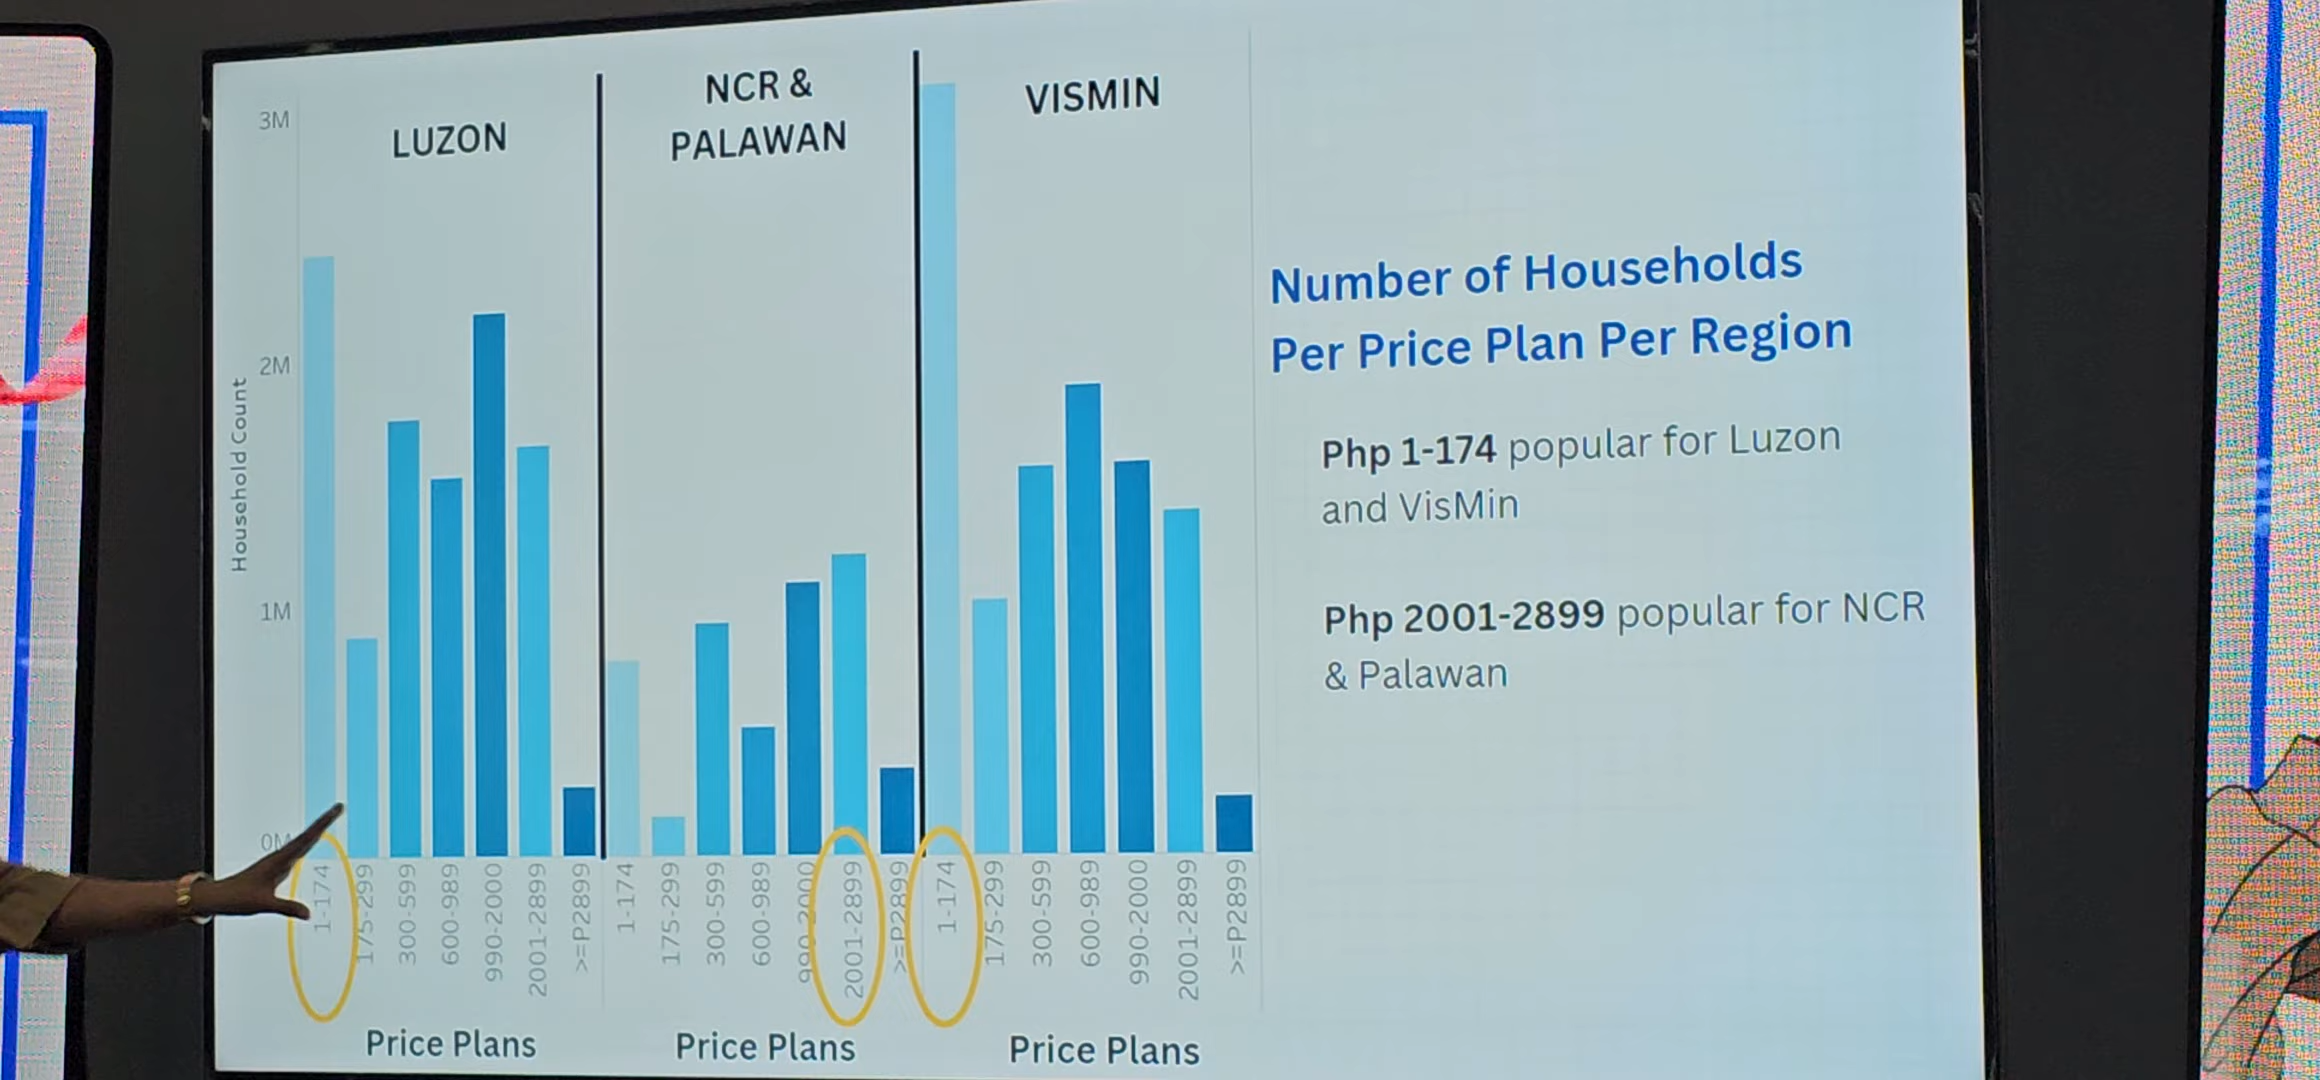 LUZON
NCR &
PALAWAN
VISMIN
3M
2M
1M
0M
Household Count
1-174
175-299
300-599
600-989
990-2000
2001-2899
>=P2899
1-174
175-299
300-599
600-989
990-2000
2001-2899
>=P2899
1-174
175-299
300-599
600-989
990-2000
2001-2899
>=P2899
Price Plans
Price Plans
Price Plans
Number of Households
Per Price Plan Per Region
Php 1-174 popular for Luzon
and VisMin
Php 2001-2899 popular for NCR
& Palawan